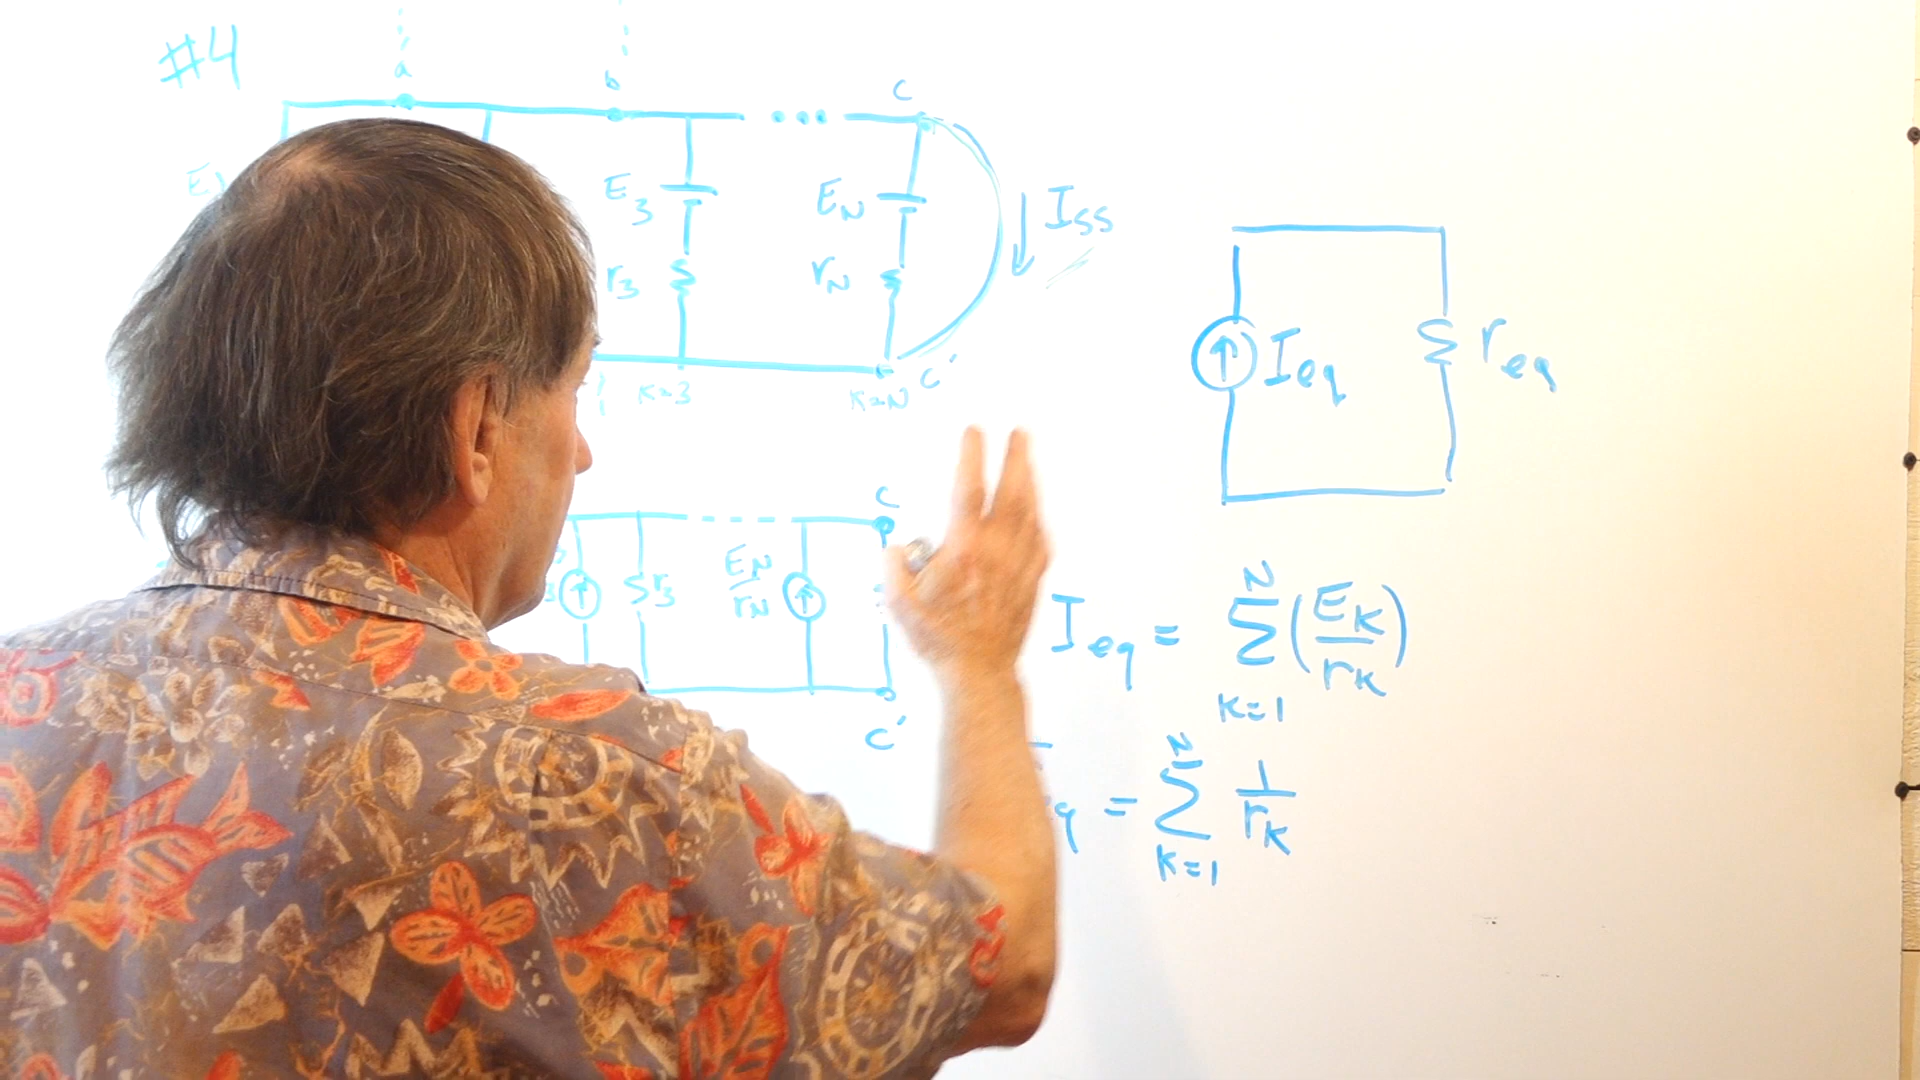 #4
a
b
c
E3
EN
ISS
r3
rN
c'
K=3
K=N
Ieq
req
c
EN
rN
r3
c'
Ieq = N∑K=1 (EK/rK)
q = N∑K=1 1/rK